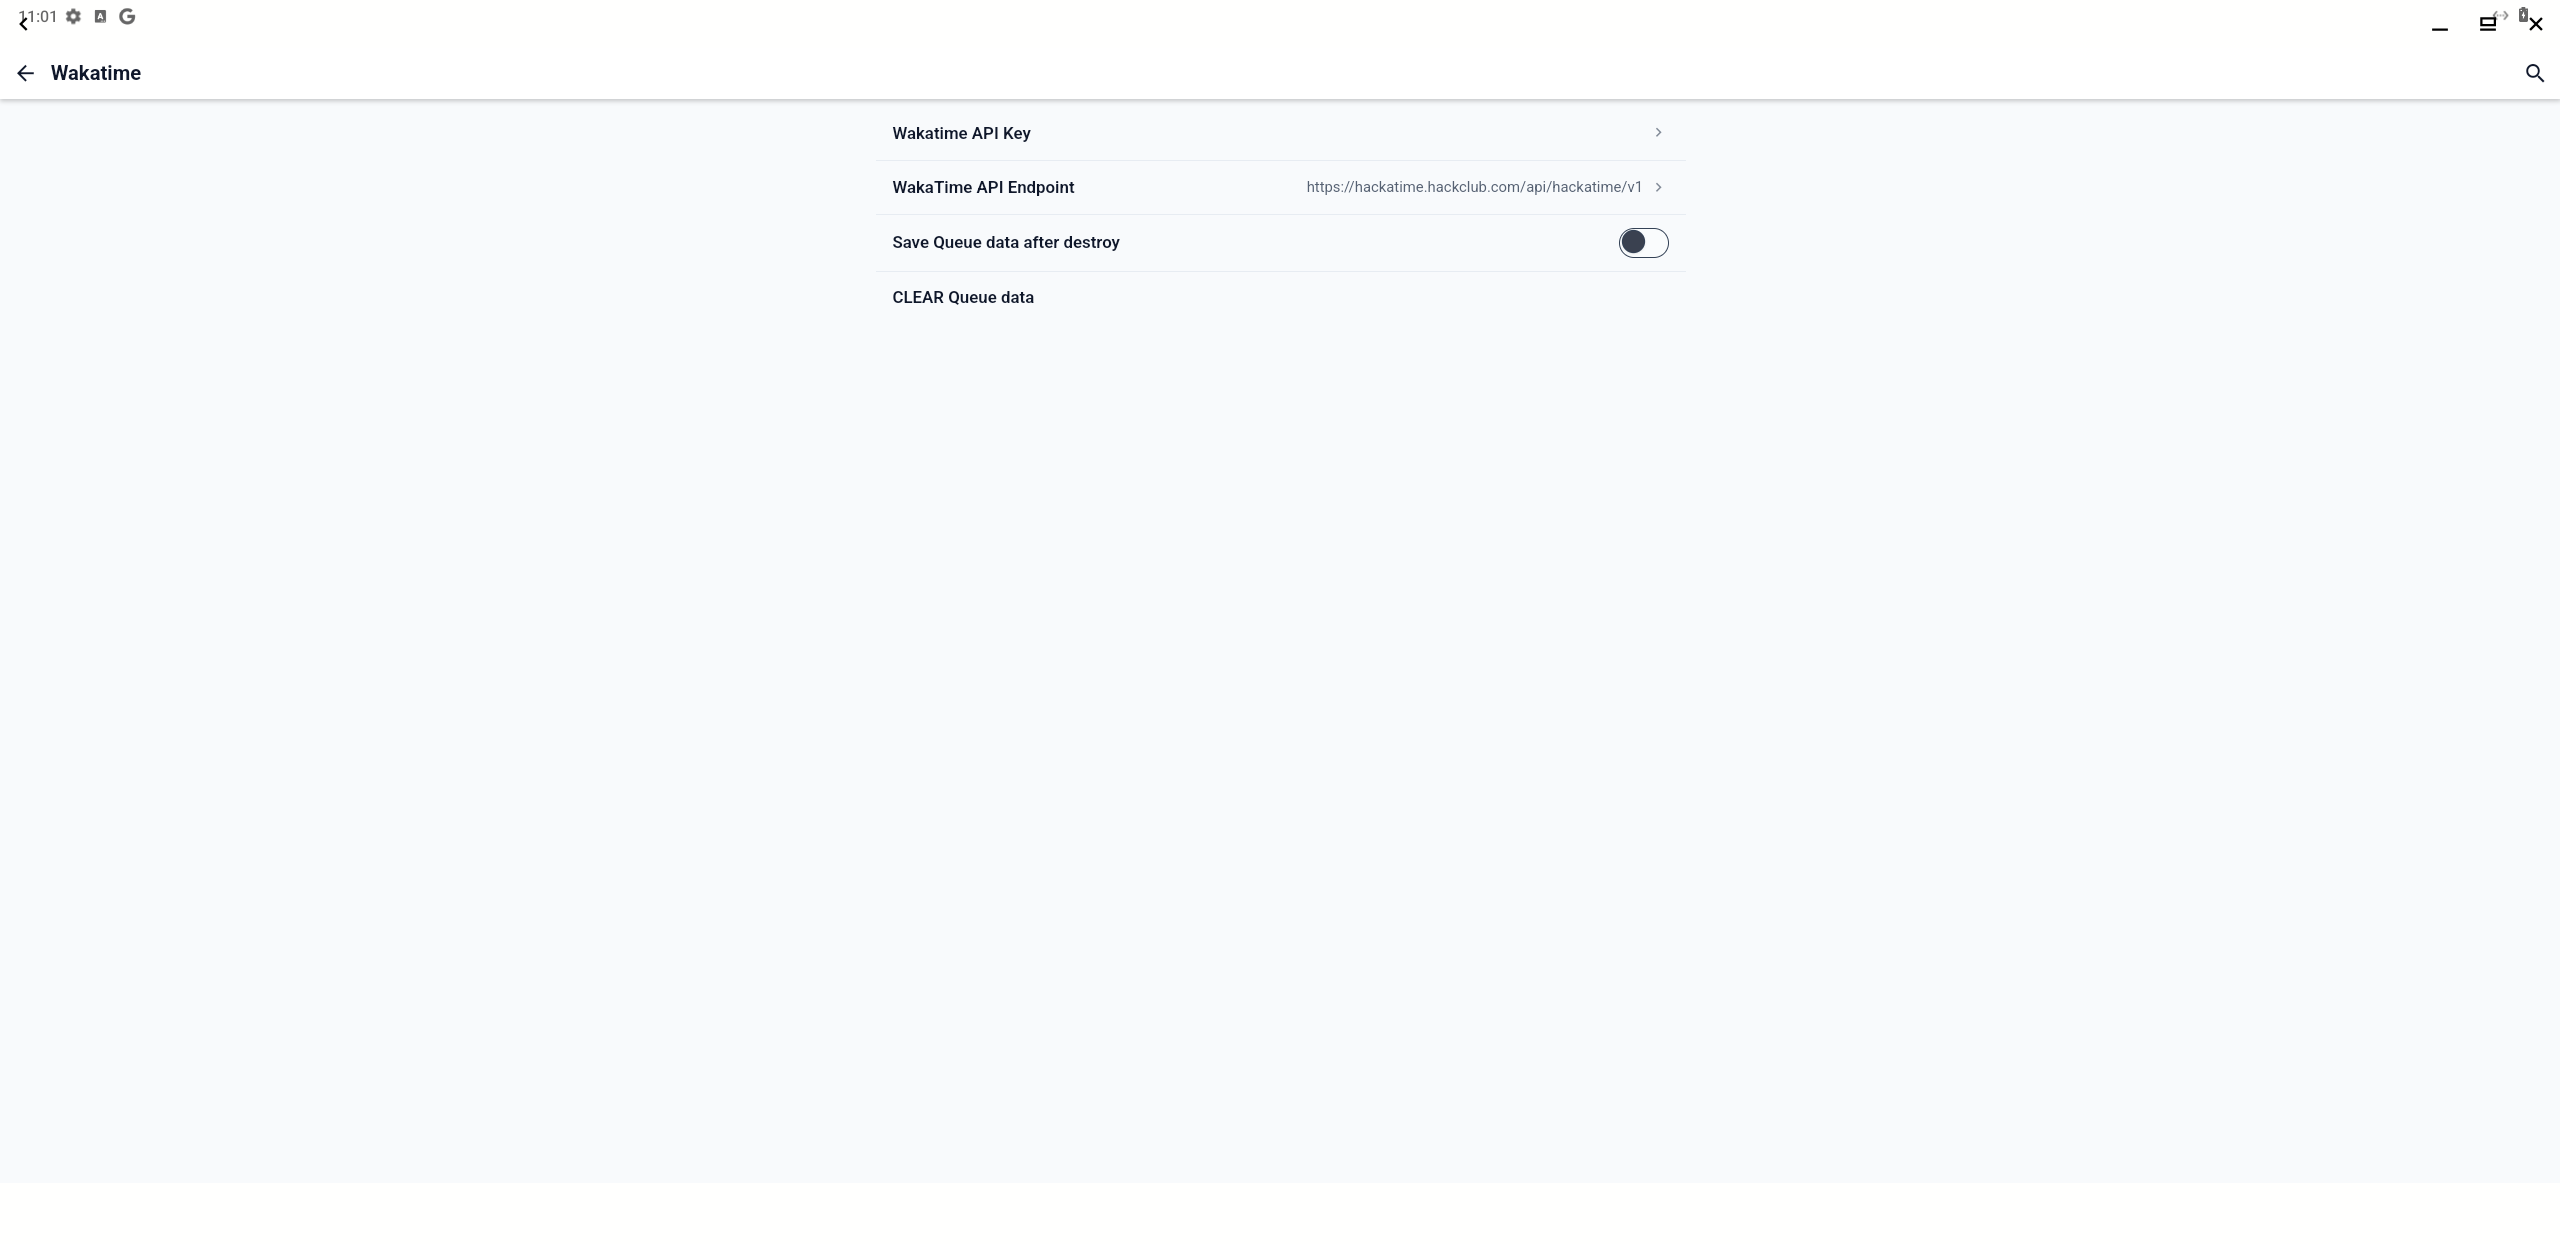 11:01
Wakatime
Wakatime API Key
WakaTime API Endpoint https://hackatime.hackclub.com/api/hackatime/v1
Save Queue data after destroy
CLEAR Queue data